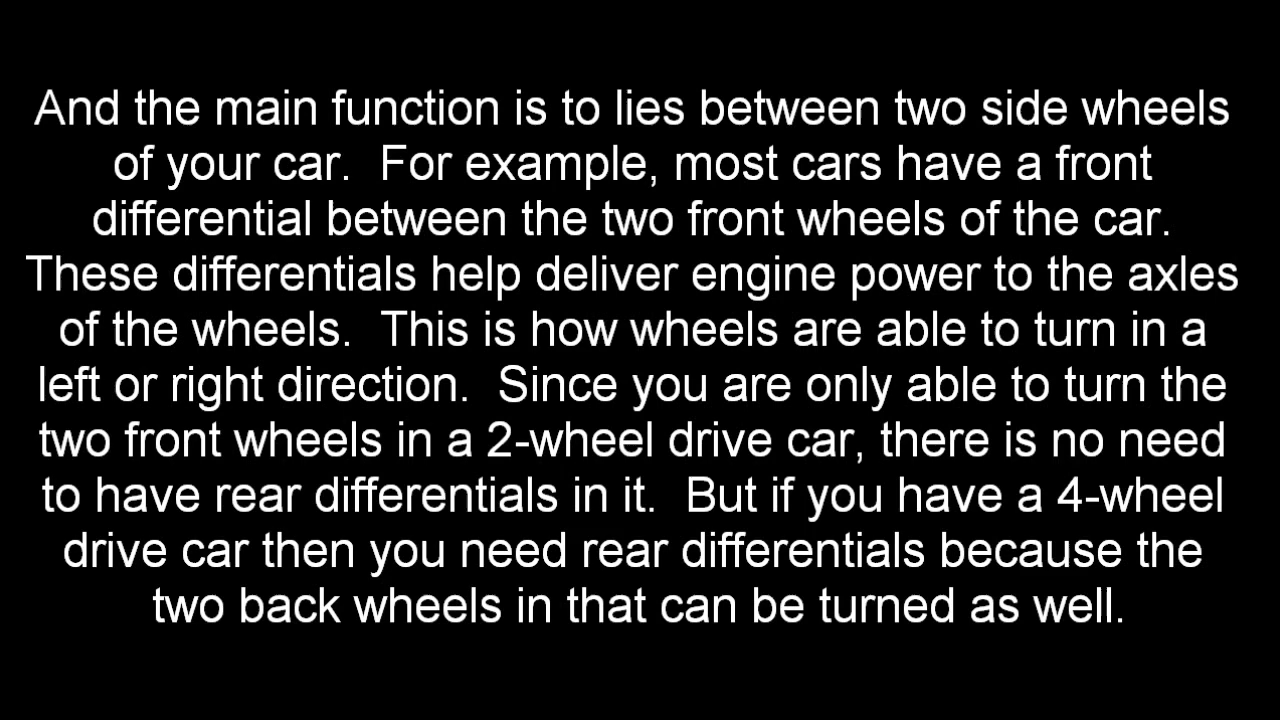 And the main function is to lies between two side wheels
of your car.  For example, most cars have a front
differential between the two front wheels of the car.
These differentials help deliver engine power to the axles
of the wheels.  This is how wheels are able to turn in a
left or right direction.  Since you are only able to turn the
two front wheels in a 2-wheel drive car, there is no need
to have rear differentials in it.  But if you have a 4-wheel
drive car then you need rear differentials because the
two back wheels in that can be turned as well.